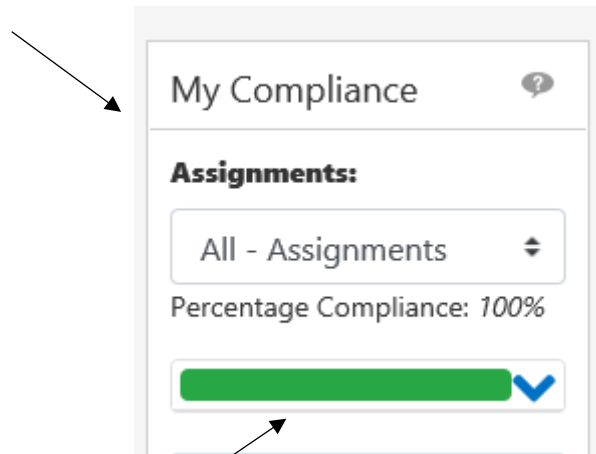 My Compliance
Assignments:
All - Assignments
Percentage Compliance: 100%